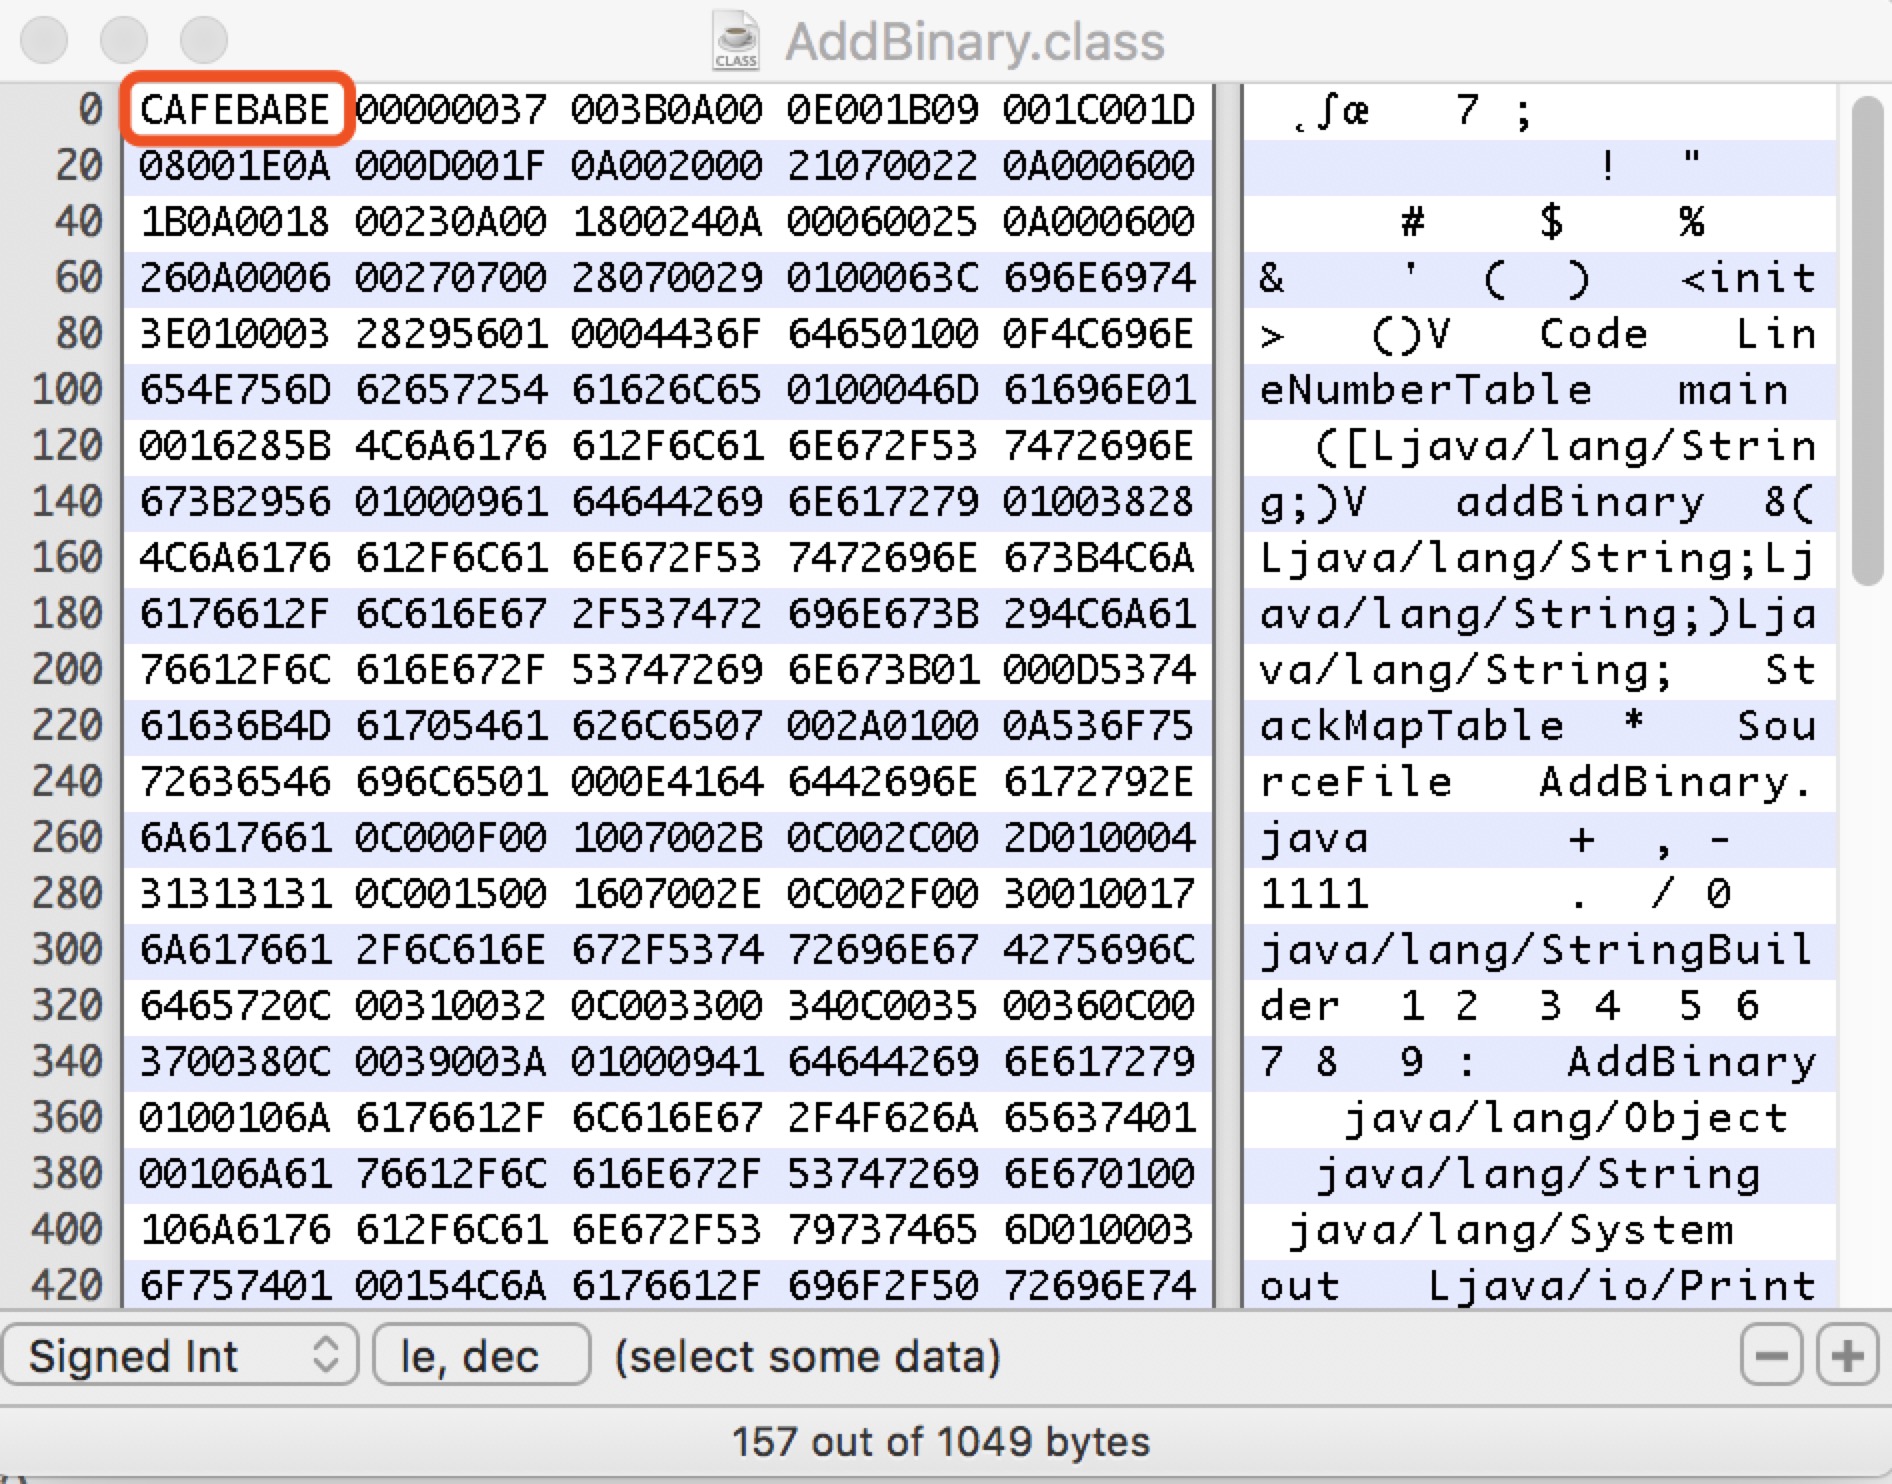 CLASS AddBinary.class
0 CAFEBABE 00000037 003B0A00 0E001B09 001C001D ˛∫æ 7 ;
20 08001E0A 000D001F 0A002000 21070022 0A000600 ! "
40 1B0A0018 00230A00 1800240A 00060025 0A000600 # $ %
60 260A0006 00270700 28070029 0100063C 696E6974 & ' ( ) <init
80 3E010003 28295601 0004436F 64650100 0F4C696E > ()V Code Lin
100 654E756D 62657254 61626C65 0100046D 61696E01 eNumberTable main
120 0016285B 4C6A6176 612F6C61 6E672F53 7472696E ([Ljava/lang/Strin
140 673B2956 01000961 64644269 6E617279 01003828 g;)V addBinary 8(
160 4C6A6176 612F6C61 6E672F53 7472696E 673B4C6A Ljava/lang/String;Lj
180 6176612F 6C616E67 2F537472 696E673B 294C6A61 ava/lang/String;)Lja
200 76612F6C 616E672F 53747269 6E673B01 000D5374 va/lang/String; St
220 61636B4D 61705461 626C6507 002A0100 0A536F75 ackMapTable * Sou
240 72636546 696C6501 000E4164 6442696E 6172792E rceFile AddBinary.
260 6A617661 0C000F00 1007002B 0C002C00 2D010004 java + , -
280 31313131 0C001500 1607002E 0C002F00 30010017 1111 . / 0
300 6A617661 2F6C616E 672F5374 72696E67 4275696C java/lang/StringBuil
320 6465720C 00310032 0C003300 340C0035 00360C00 der 1 2 3 4 5 6
340 3700380C 0039003A 01000941 64644269 6E617279 7 8 9 : AddBinary
360 0100106A 6176612F 6C616E67 2F4F626A 65637401 java/lang/Object
380 00106A61 76612F6C 616E672F 53747269 6E670100 java/lang/String
400 106A6176 612F6C61 6E672F53 79737465 6D010003 java/lang/System
420 6F757401 00154C6A 6176612F 696F2F50 72696E74 out Ljava/io/Print
Signed Int le, dec (select some data)
157 out of 1049 bytes